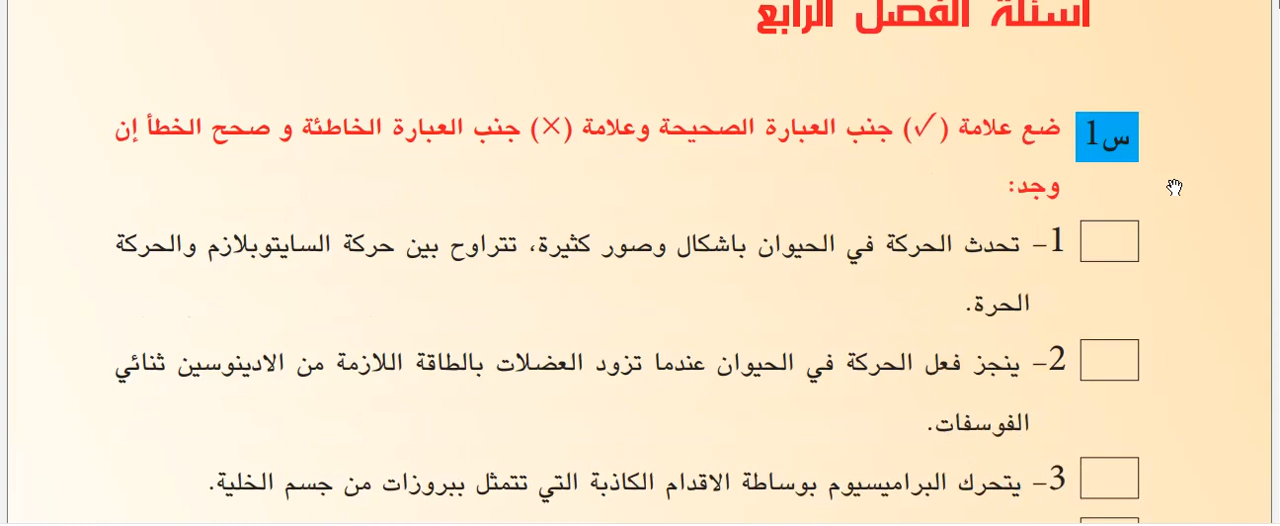 اسئلة الفصل الرابع
س1 ضع علامة (✓) جنب العبارة الصحيحة وعلامة (×) جنب العبارة الخاطئة و صحح الخطأ إن
وجد:
1- تحدث الحركة في الحيوان باشكال وصور كثيرة، تتراوح بين حركة السايتوبلازم والحركة
الحرة.
2- ينجز فعل الحركة في الحيوان عندما تزود العضلات بالطاقة اللازمة من الادينوسين ثنائي
الفوسفات.
3- يتحرك البراميسيوم بوساطة الاقدام الكاذبة التي تتمثل ببروزات من جسم الخلية.